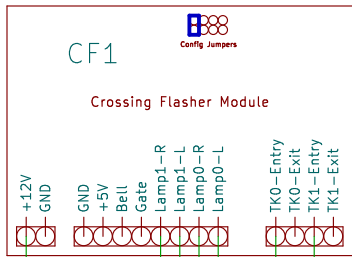 Config Jumpers
CF1
Crossing Flasher Module
+12V
GND
GND
+5V
Bell
Gate
Lamp1-R
Lamp1-L
Lamp0-R
Lamp0-L
TK0-Entry
TK0-Exit
TK1-Entry
TK1-Exit